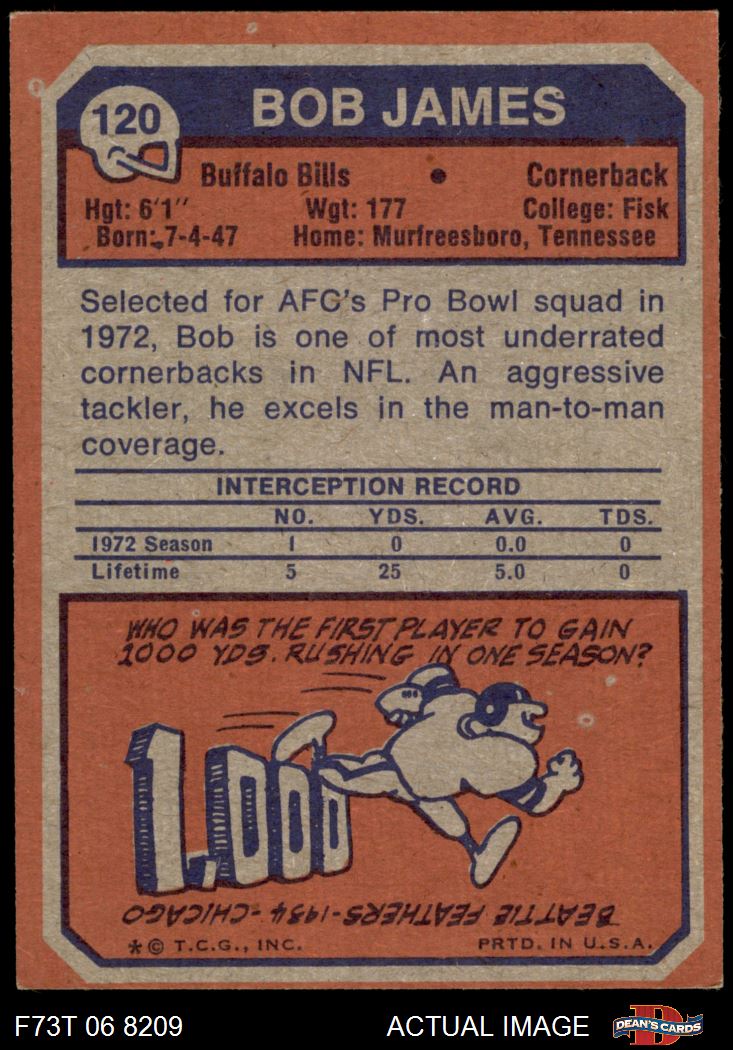 120
BOB JAMES
Buffalo Bills • Cornerback
Hgt: 6'1" Wgt: 177 College: Fisk
Born: 7-4-47 Home: Murfreesboro, Tennessee
Selected for AFC's Pro Bowl squad in
1972, Bob is one of most underrated
cornerbacks in NFL. An aggressive
tackler, he excels in the man-to-man
coverage.
INTERCEPTION RECORD
NO. YDS. AVG. TDS.
1972 Season 1 0 0.0 0
Lifetime 5 25 5.0 0
WHO WAS THE FIRST PLAYER TO GAIN
1000 YDS. RUSHING IN ONE SEASON?
1,000
BEATTIE FEATHERS-1934-CHICAGO
* © T.C.G., INC. PRTD. IN U.S.A.
F73T 06 8209 ACTUAL IMAGE D DEAN'S CARDS